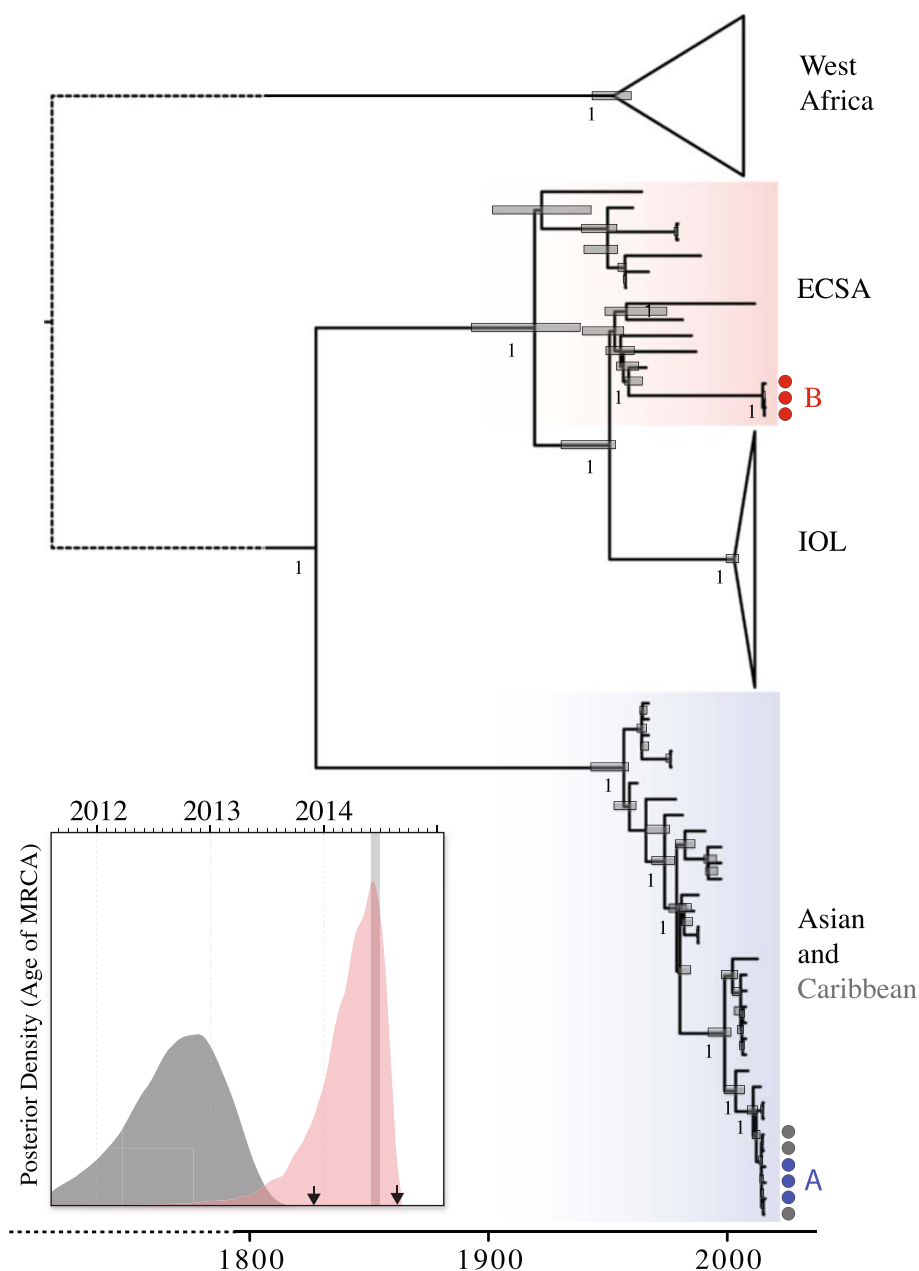 West
Africa
1
ECSA
1
1
1
1
B
1
IOL
1
1
1
2012 2013 2014
Posterior Density (Age of MRCA)
1
1
Asian
and
Caribbean
1
1
1
A
1800 1900 2000